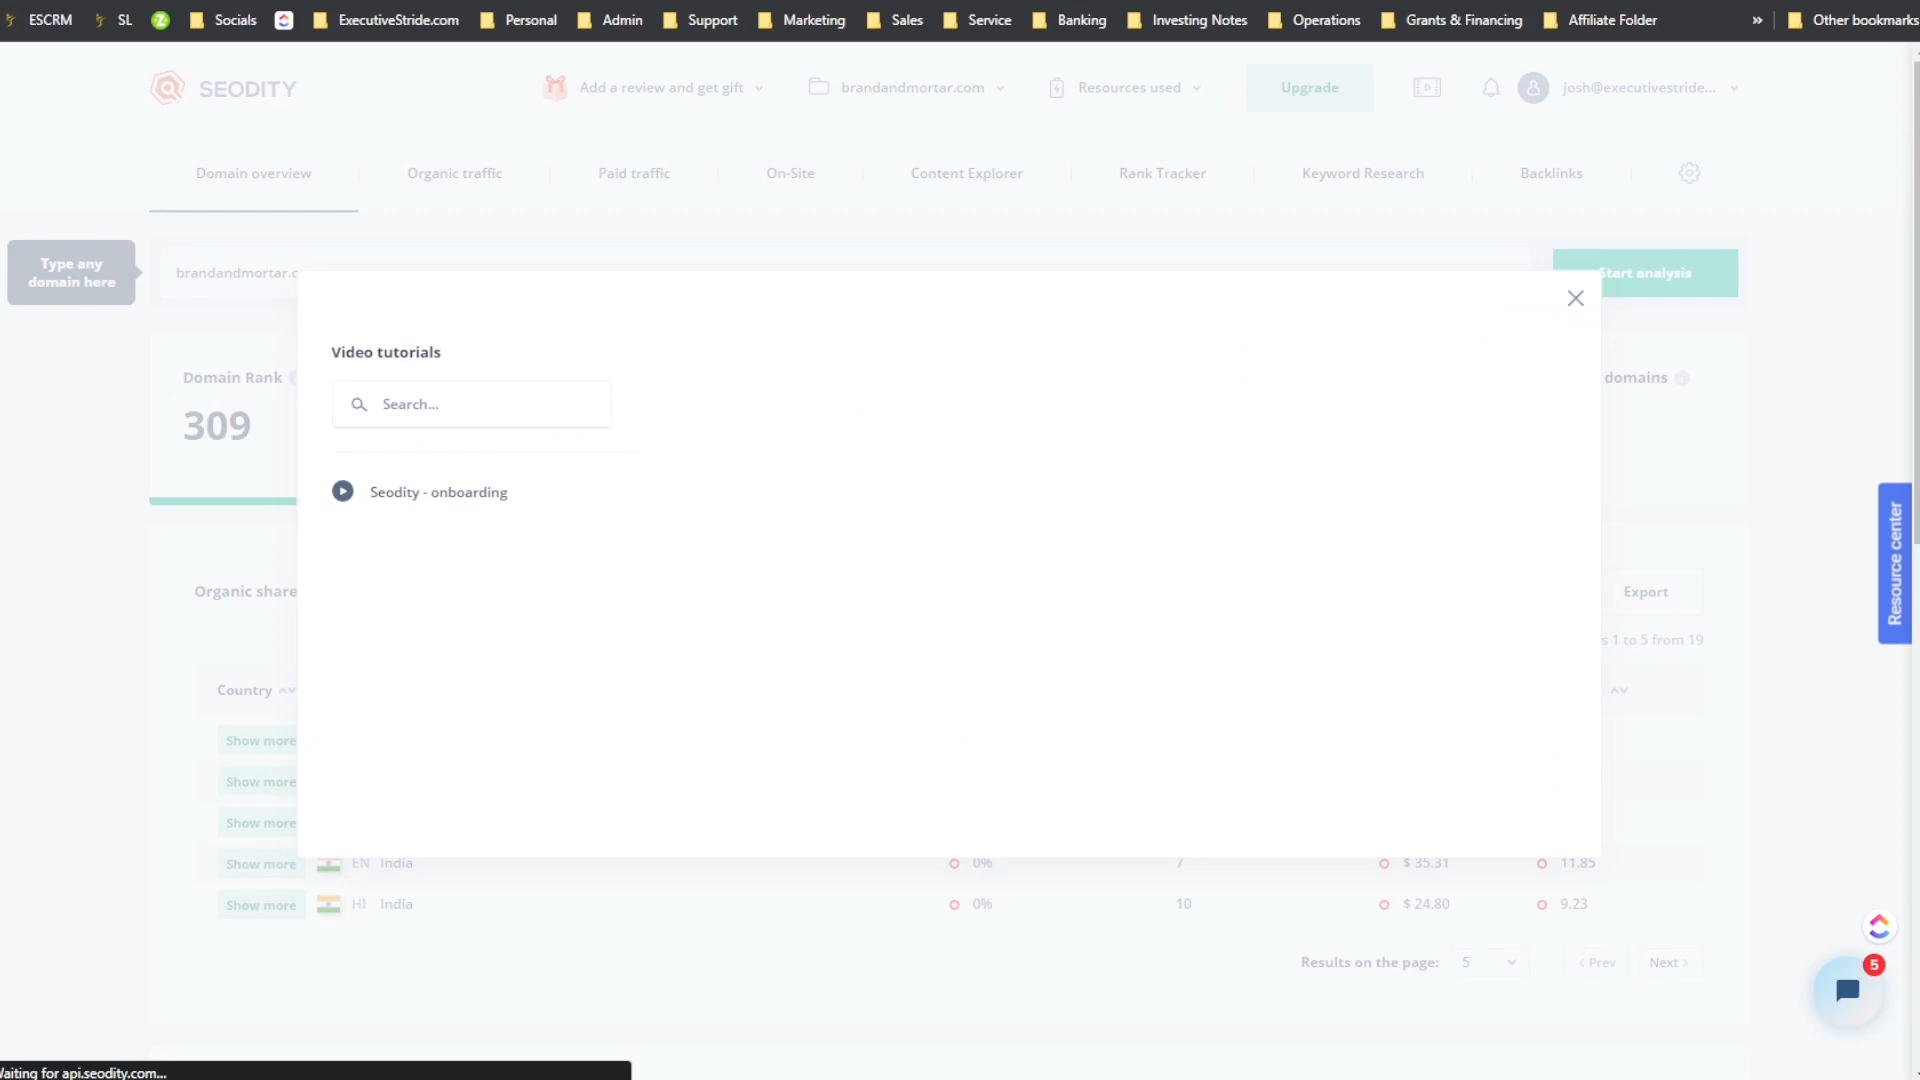 ESCRM SL Socials ExecutiveStride.com Personal Admin Support Marketing Sales Service Banking Investing Notes Operations Grants & Financing Affiliate Folder » Other bookmarks
SEODITY Add a review and get gift brandandmortar.com Resources used Upgrade josh@executivestride...
Domain overview Organic traffic Paid traffic On-Site Content Explorer Rank Tracker Keyword Research Backlinks
Type any
domain here
brandandmortar.c
Start analysis
Video tutorials
Domain Rank
domains
Search...
309
Seodity - onboarding
Resource center
Organic share
Export
s 1 to 5 from 19
Country
Show more
Show more
Show more
Show more EN India 0% 7 $ 35.31 11.85
Show more HI India 0% 10 $ 24.80 9.23
Results on the page: 5 < Prev Next >
5
Waiting for api.seodity.com...